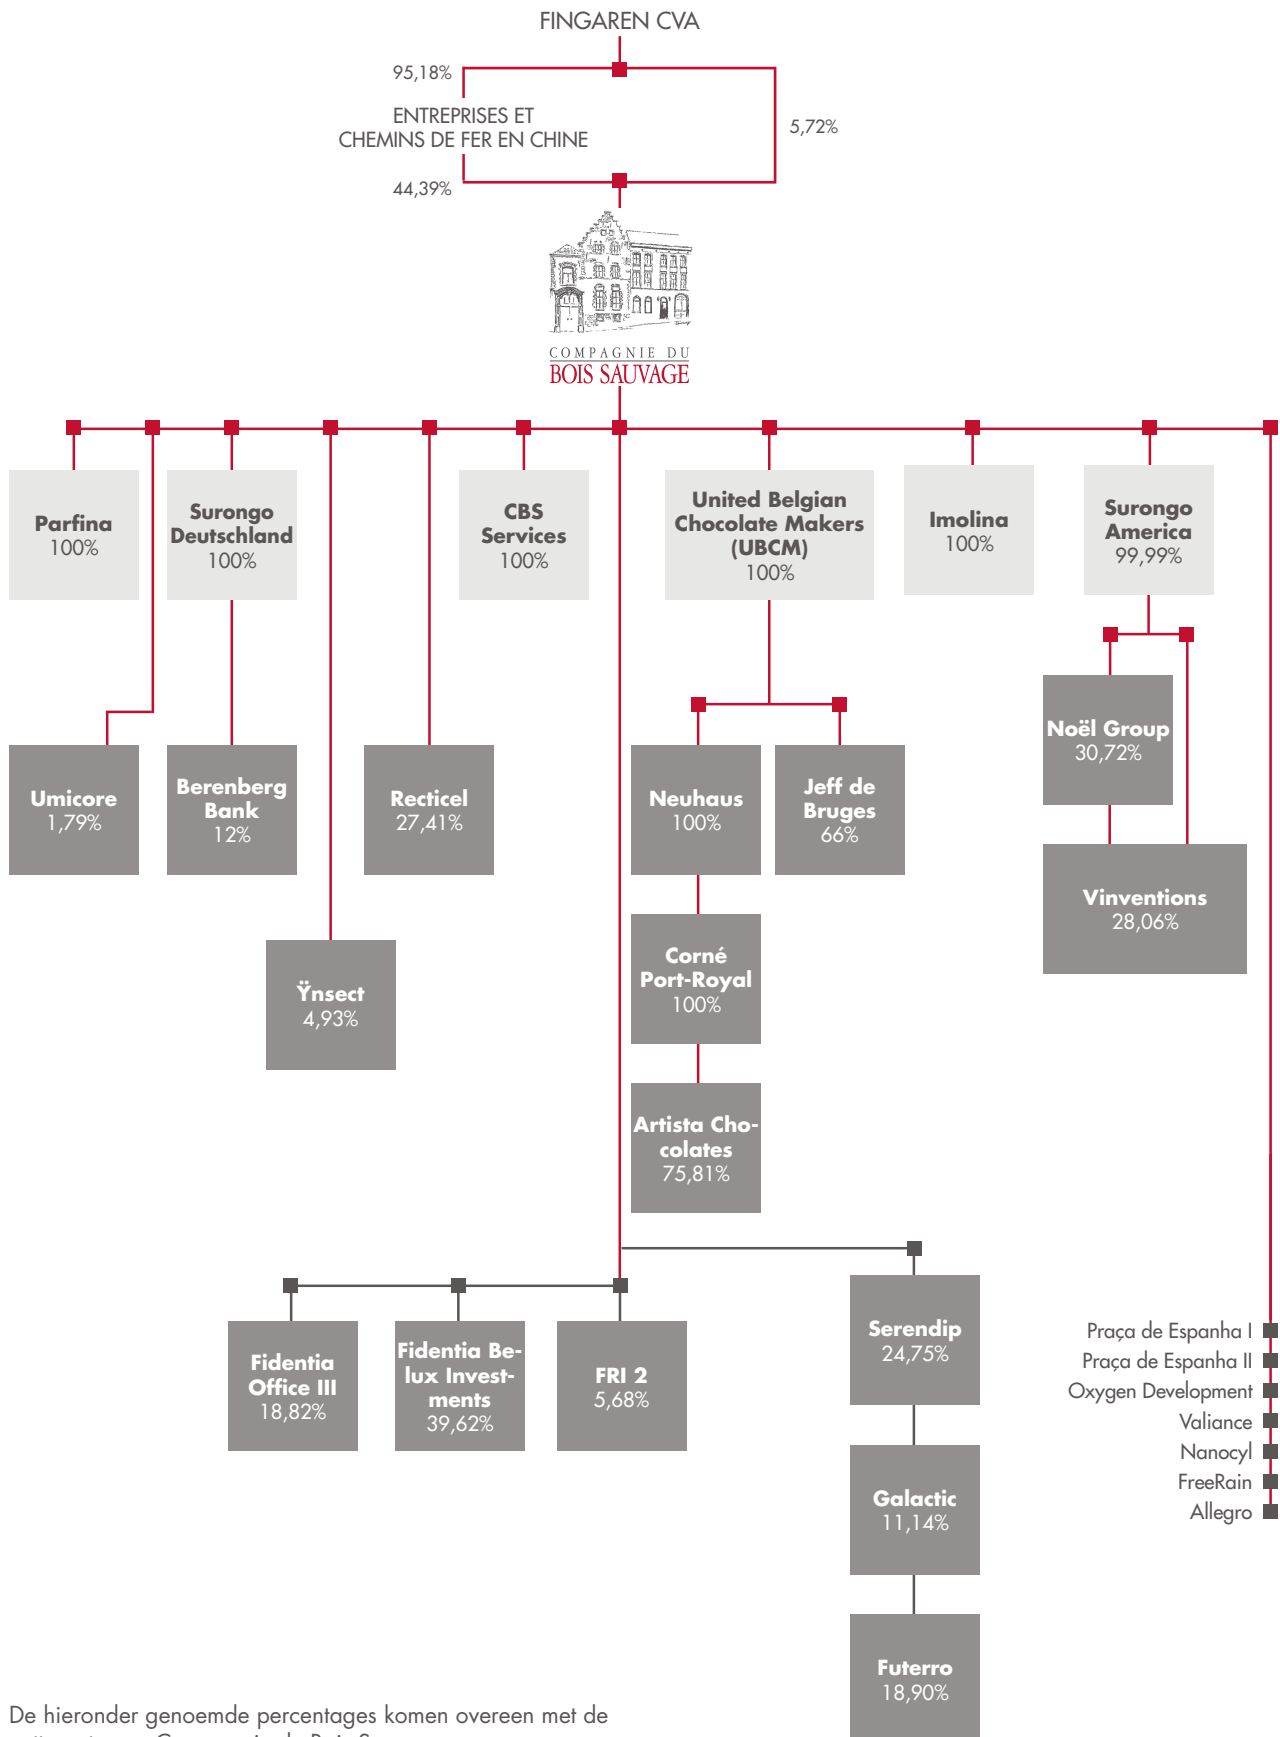 FINGAREN CVA
95,18%
ENTREPRISES ET
CHEMINS DE FER EN CHINE
5,72%
44,39%
COMPAGNIE DU
BOIS SAUVAGE
Parfina
100%
Surongo
Deutschland
100%
CBS
Services
100%
United Belgian
Chocolate Makers
(UBCM)
100%
Imolina
100%
Surongo
America
99,99%
Noël Group
30,72%
Umicore
1,79%
Berenberg
Bank
12%
Recticel
27,41%
Neuhaus
100%
Jeff de
Bruges
66%
Vinventions
28,06%
Ÿnsect
4,93%
Corné
Port-Royal
100%
Artista Cho-
colates
75,81%
Fidentia
Office III
18,82%
Fidentia Be-
lux Invest-
ments
39,62%
FRI 2
5,68%
Serendip
24,75%
Galactic
11,14%
Futerro
18,90%
Praça de Espanha I
Praça de Espanha II
Oxygen Development
Valiance
Nanocyl
FreeRain
Allegro
De hieronder genoemde percentages komen overeen met de